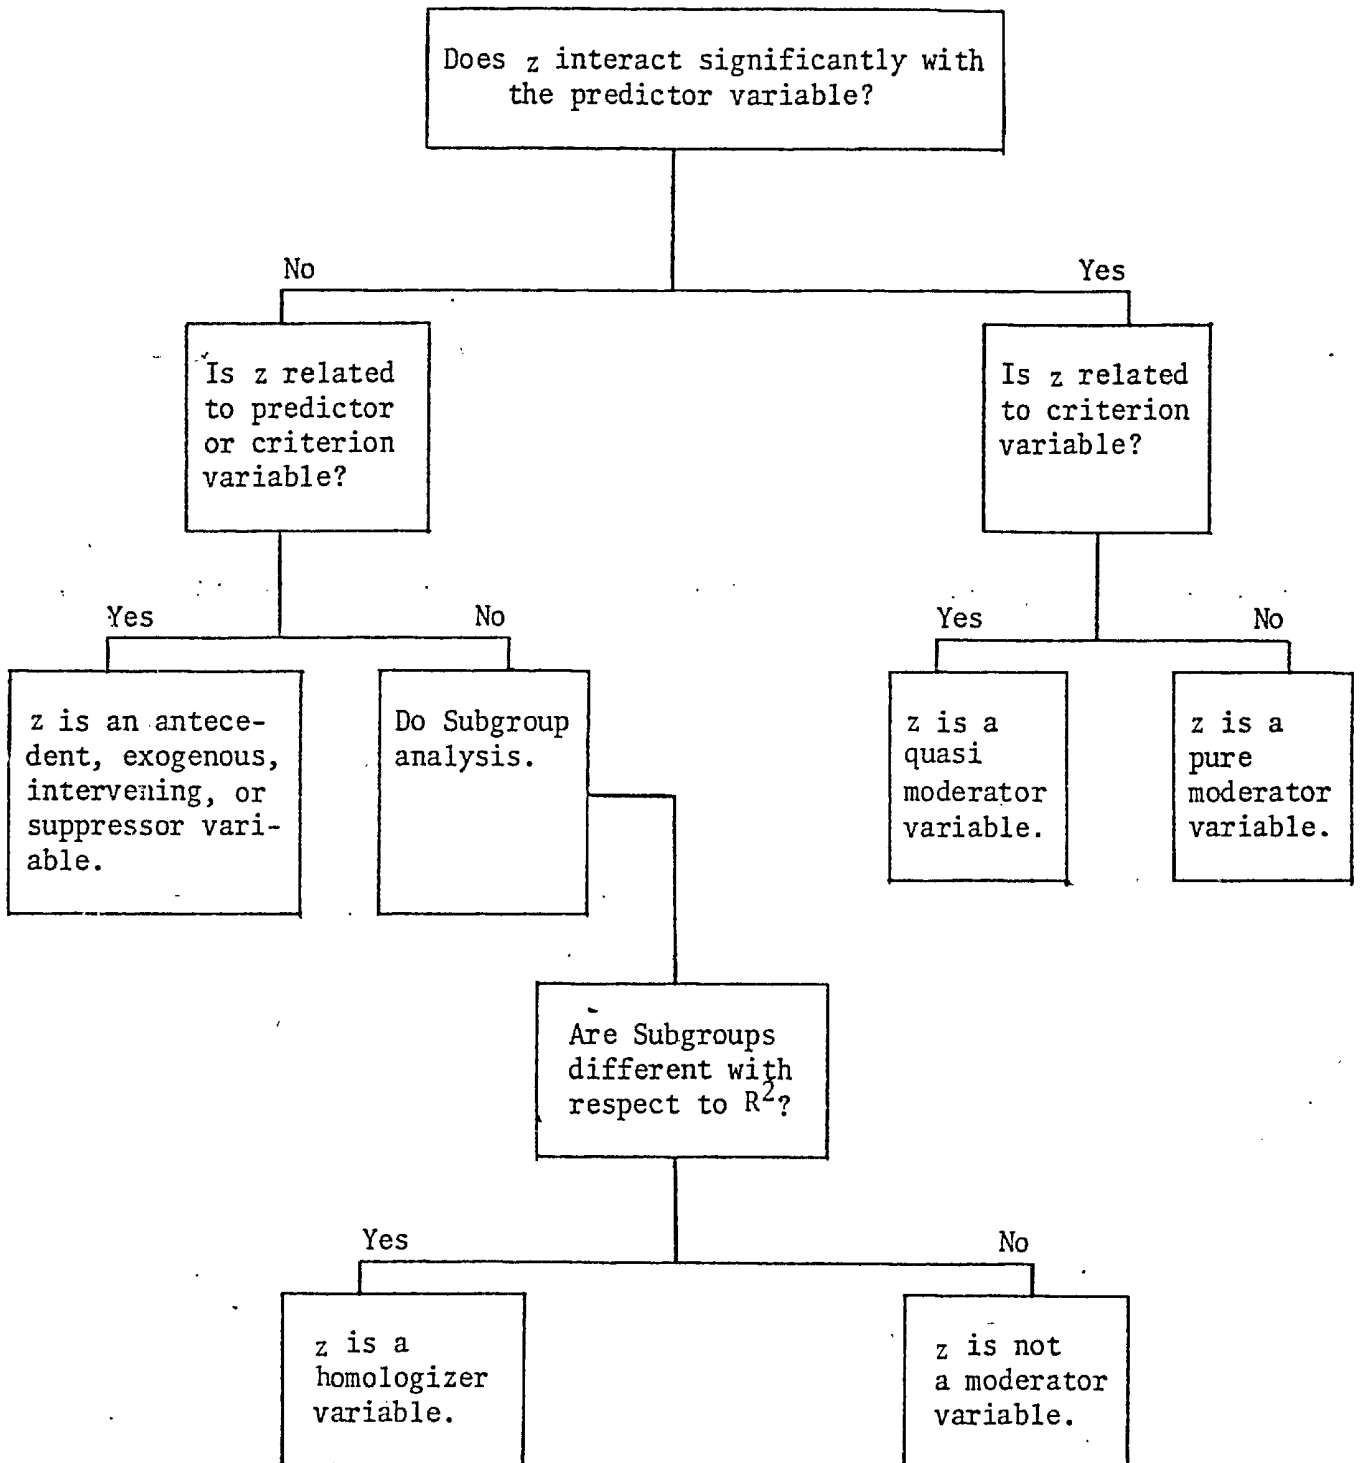 Does z interact significantly with
the predictor variable?
No
Yes
Is z related
to predictor
or criterion
variable?
Is z related
to criterion
variable?
Yes
No
Yes
No
z is an antece-
dent, exogenous,
intervening, or
suppressor vari-
able.
Do Subgroup
analysis.
z is a
quasi
moderator
variable.
z is a
pure
moderator
variable.
Are Subgroups
different with
respect to R²?
Yes
No
z is a
homologizer
variable.
z is not
a moderator
variable.